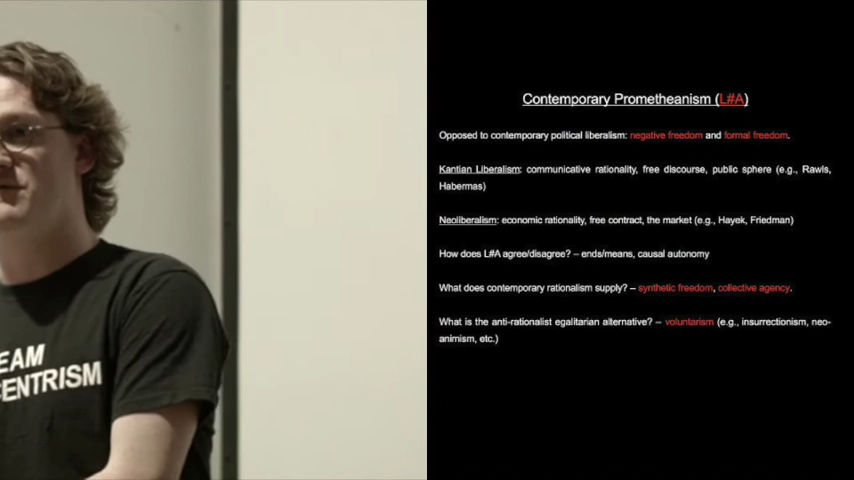 EAM
CENTRISM
Contemporary Prometheanism (L#A)
Opposed to contemporary political liberalism: negative freedom and formal freedom.
Kantian Liberalism: communicative rationality, free discourse, public sphere (e.g., Rawls,
Habermas)
Neoliberalism: economic rationality, free contract, the market (e.g., Hayek, Friedman)
How does L#A agree/disagree? – ends/means, causal autonomy
What does contemporary rationalism supply? – synthetic freedom, collective agency.
What is the anti-rationalist egalitarian alternative? – voluntarism (e.g., insurrectionism, neo-
animism, etc.)